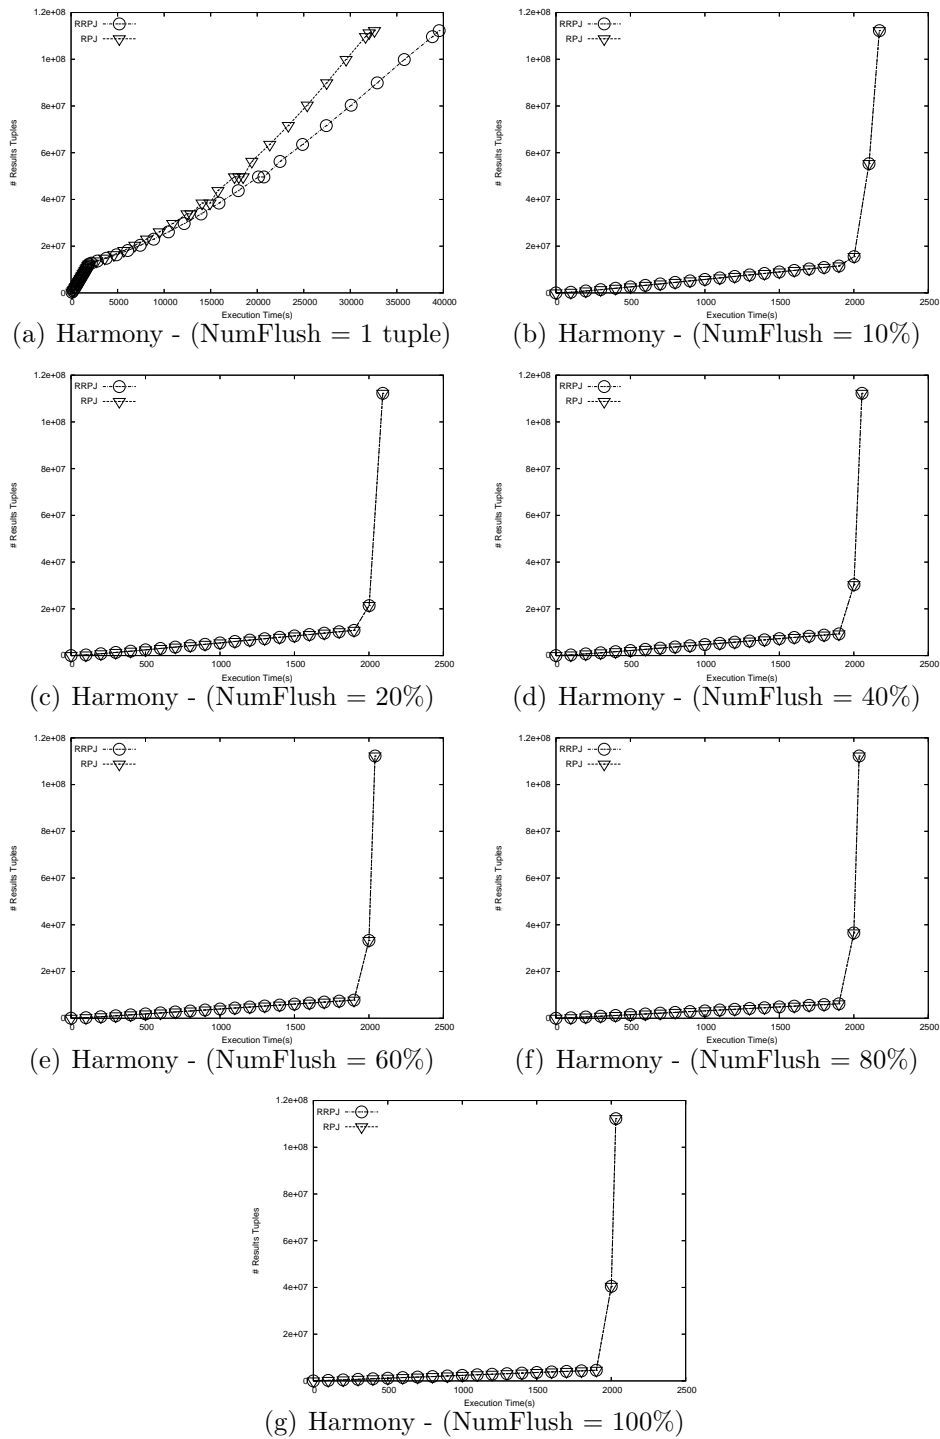 1.2e+08
RRPJ
RPJ
1e+08
8e+07
6e+07
4e+07
2e+07
0
# Results Tuples
0 5000 10000 15000 20000 25000 30000 35000 40000
Execution Time(s)
(a) Harmony - (NumFlush = 1 tuple)
1.2e+08
RRPJ
RPJ
1e+08
8e+07
6e+07
4e+07
2e+07
0
# Results Tuples
0 500 1000 1500 2000 2500
Execution Time(s)
(b) Harmony - (NumFlush = 10%)
1.2e+08
RRPJ
RPJ
1e+08
8e+07
6e+07
4e+07
2e+07
0
# Results Tuples
0 500 1000 1500 2000 2500
Execution Time(s)
(c) Harmony - (NumFlush = 20%)
1.2e+08
RRPJ
RPJ
1e+08
8e+07
6e+07
4e+07
2e+07
0
# Results Tuples
0 500 1000 1500 2000 2500
Execution Time(s)
(d) Harmony - (NumFlush = 40%)
1.2e+08
RRPJ
RPJ
1e+08
8e+07
6e+07
4e+07
2e+07
0
# Results Tuples
0 500 1000 1500 2000 2500
Execution Time(s)
(e) Harmony - (NumFlush = 60%)
1.2e+08
RRPJ
RPJ
1e+08
8e+07
6e+07
4e+07
2e+07
0
# Results Tuples
0 500 1000 1500 2000 2500
Execution Time(s)
(f) Harmony - (NumFlush = 80%)
1.2e+08
RRPJ
RPJ
1e+08
8e+07
6e+07
4e+07
2e+07
0
# Results Tuples
0 500 1000 1500 2000 2500
Execution Time(s)
(g) Harmony - (NumFlush = 100%)